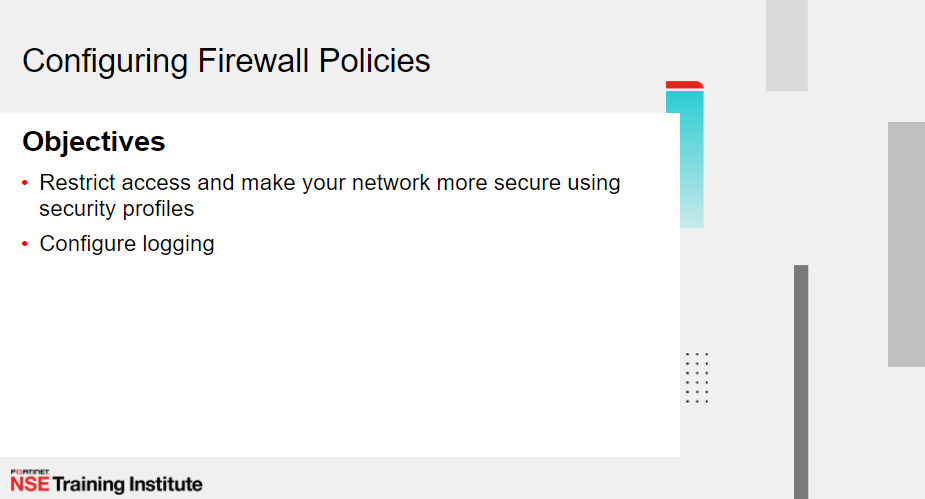 Configuring Firewall Policies
Objectives
• Restrict access and make your network more secure using
security profiles
• Configure logging
FORTINET
NSE Training Institute